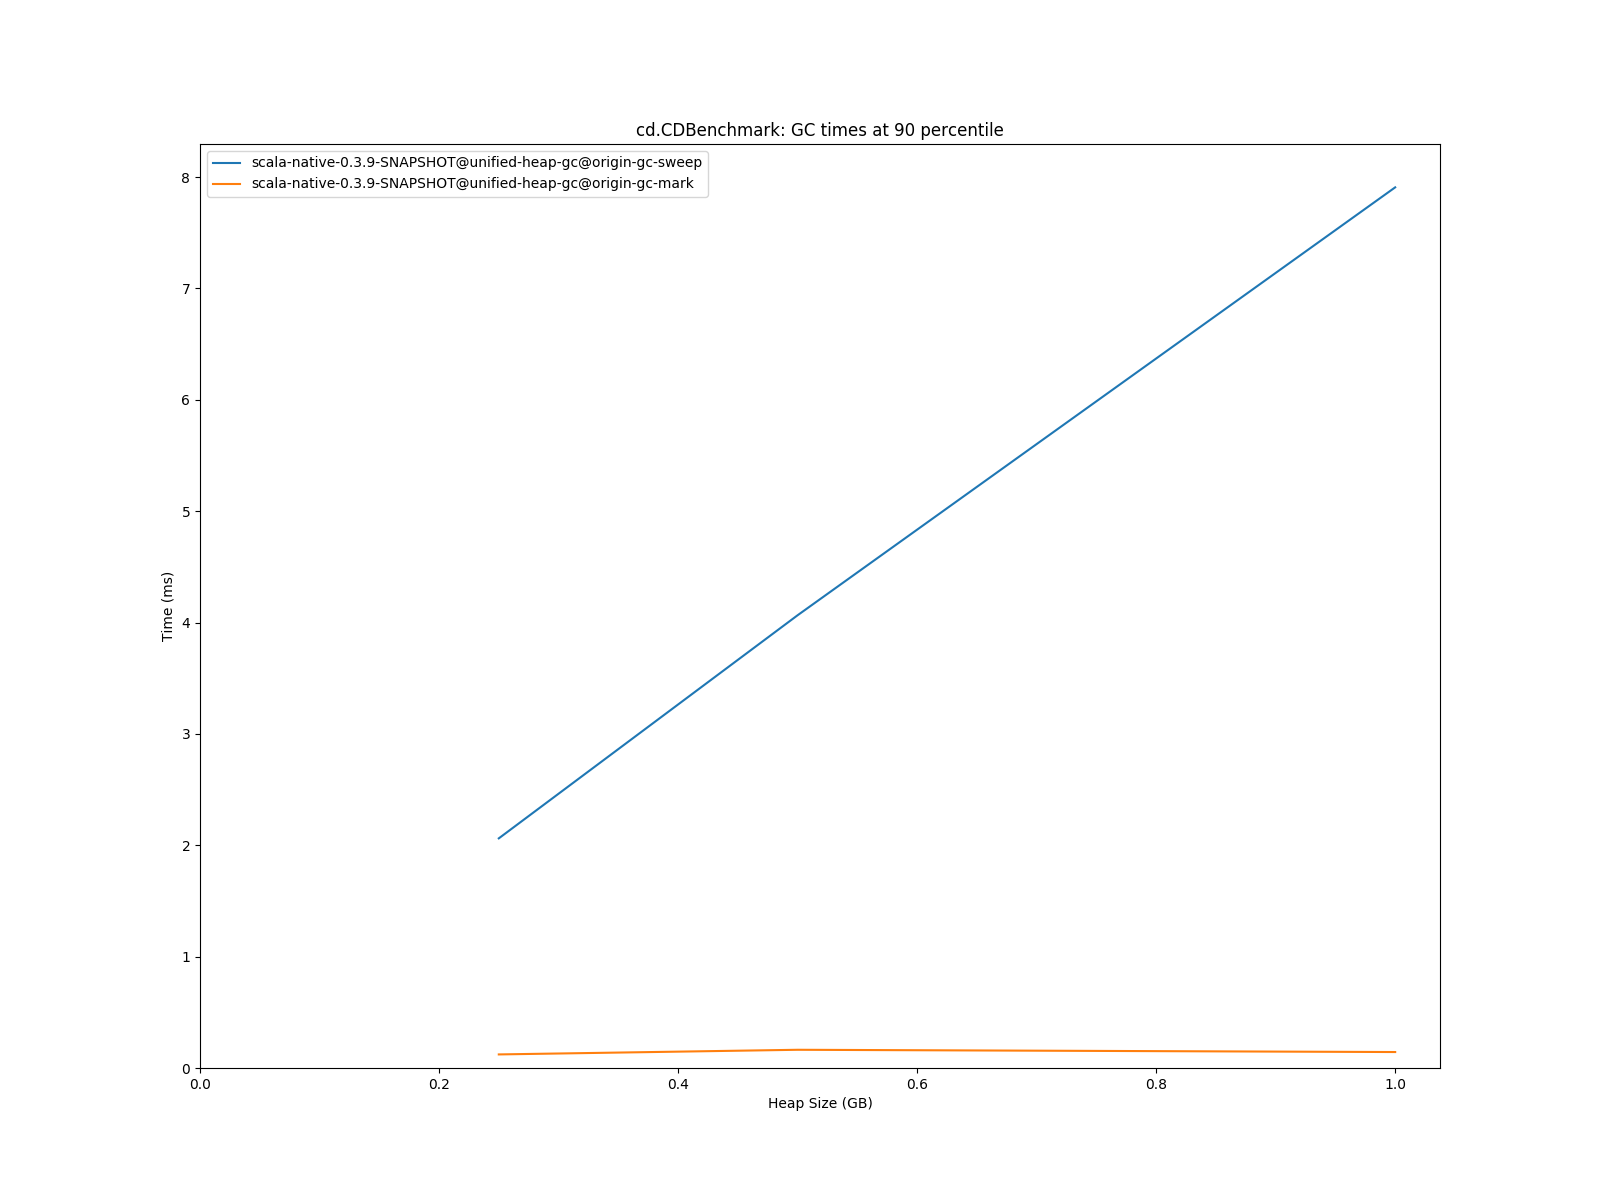 cd.CDBenchmark: GC times at 90 percentile
scala-native-0.3.9-SNAPSHOT@unified-heap-gc@origin-gc-sweep
scala-native-0.3.9-SNAPSHOT@unified-heap-gc@origin-gc-mark
8
7
6
5
4
3
2
1
0
Time (ms)
0.0 0.2 0.4 0.6 0.8 1.0
Heap Size (GB)